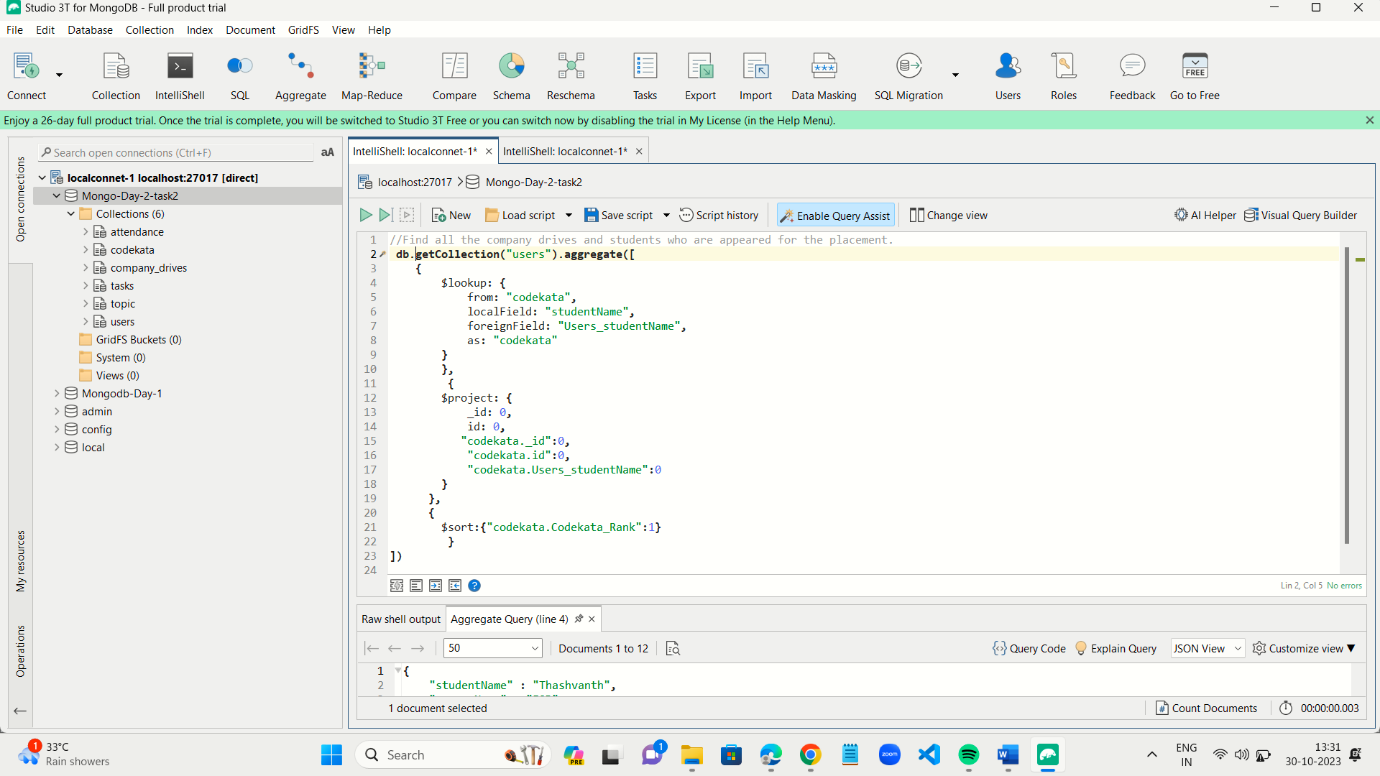 Studio 3T for MongoDB - Full product trial
File Edit Database Collection Index Document GridFS View Help
Connect Collection IntelliShell SQL Aggregate Map-Reduce Compare Schema Reschema Tasks Export Import Data Masking SQL Migration Users Roles Feedback Go to Free
FREE
Enjoy a 26-day full product trial. Once the trial is complete, you will be switched to Studio 3T Free or you can switch now by disabling the trial in My License (in the Help Menu).
Open connections
My resources
Operations
Search open connections (Ctrl+F) aA
localconnet-1 localhost:27017 [direct]
Mongo-Day-2-task2
Collections (6)
attendance
codekata
company_drives
tasks
topic
users
GridFS Buckets (0)
System (0)
Views (0)
Mongodb-Day-1
admin
config
local
IntelliShell: localconnet-1* IntelliShell: localconnet-1*
localhost:27017 Mongo-Day-2-task2
New Load script Save script Script history Enable Query Assist Change view AI Helper Visual Query Builder
1 //Find all the company drives and students who are appeared for the placement.
2 db.getCollection("users").aggregate([
3 {
4 $lookup: {
5 from: "codekata",
6 localField: "studentName",
7 foreignField: "Users_studentName",
8 as: "codekata"
9 }
10 },
11 {
12 $project: {
13 _id: 0,
14 id: 0,
15 "codekata._id":0,
16 "codekata.id":0,
17 "codekata.Users_studentName":0
18 }
19 },
20 {
21 $sort:{"codekata.Codekata_Rank":1}
22 }
23 ])
24
Lin 2, Col 5 No errors
Raw shell output Aggregate Query (line 4)
50 Documents 1 to 12 Query Code Explain Query JSON View Customize view
1 {
2 "studentName" : "Thashvanth",
1 document selected Count Documents 00:00:00.003
1 33°C
Rain showers
Search
PRE
1
zoom
ENG
IN
13:31
30-10-2023